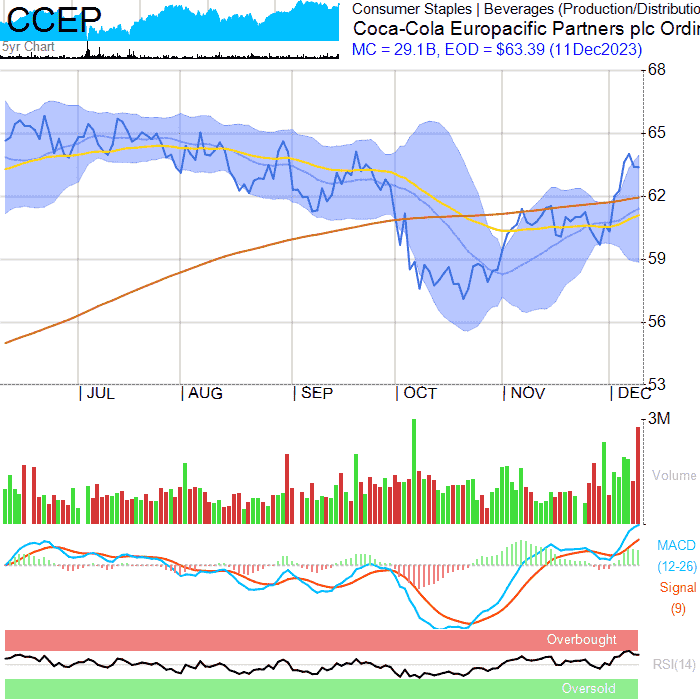 CCEP
5yr Chart
Consumer Staples | Beverages (Production/Distributio
Coca-Cola Europacific Partners plc Ordin
MC = 29.1B, EOD = $63.39 (11Dec2023)
68
65
62
59
56
53
JUL
AUG
SEP
OCT
NOV
DEC
3M
Volume
MACD
(12-26)
Signal
(9)
Overbought
RSI(14)
Oversold